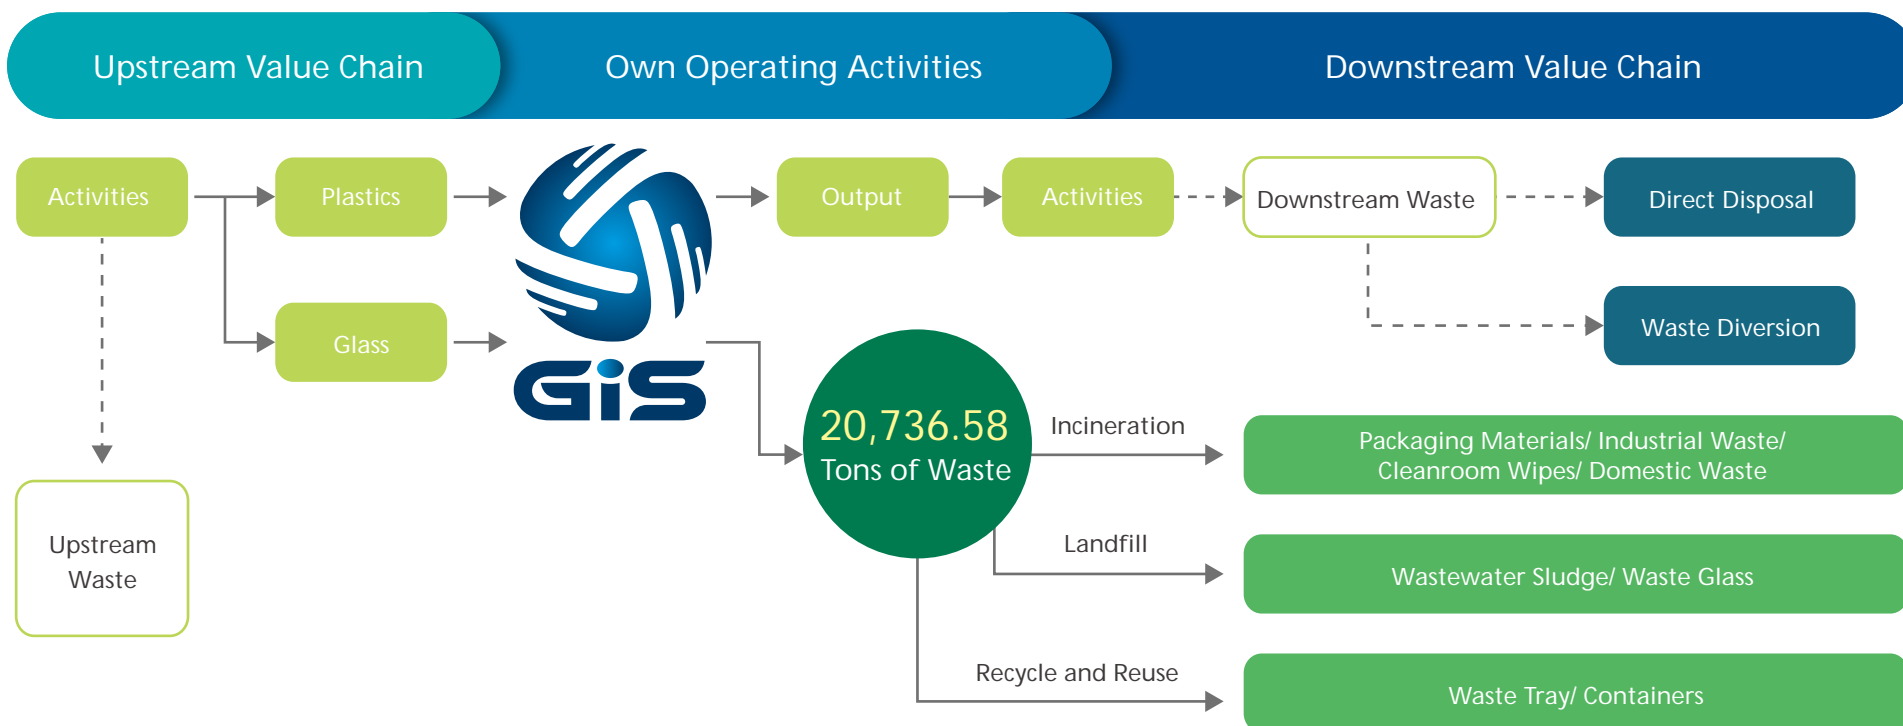 Upstream Value Chain
Own Operating Activities
Downstream Value Chain
Activities
Plastics
Output
Activities
Downstream Waste
Direct Disposal
Waste Diversion
Glass
GiS
20,736.58
Tons of Waste
Incineration
Packaging Materials/ Industrial Waste/
Cleanroom Wipes/ Domestic Waste
Upstream
Waste
Landfill
Wastewater Sludge/ Waste Glass
Recycle and Reuse
Waste Tray/ Containers